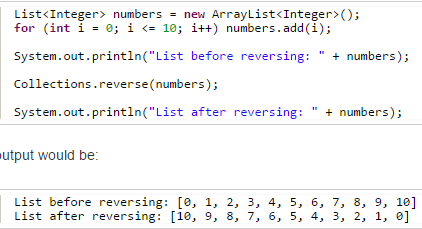 List<Integer> numbers = new ArrayList<Integer>();
for (int i = 0; i <= 10; i++) numbers.add(i);
System.out.println("List before reversing: " + numbers);
Collections.reverse(numbers);
System.out.println("List after reversing: " + numbers);
output would be:
List before reversing: [0, 1, 2, 3, 4, 5, 6, 7, 8, 9, 10]
List after reversing: [10, 9, 8, 7, 6, 5, 4, 3, 2, 1, 0]